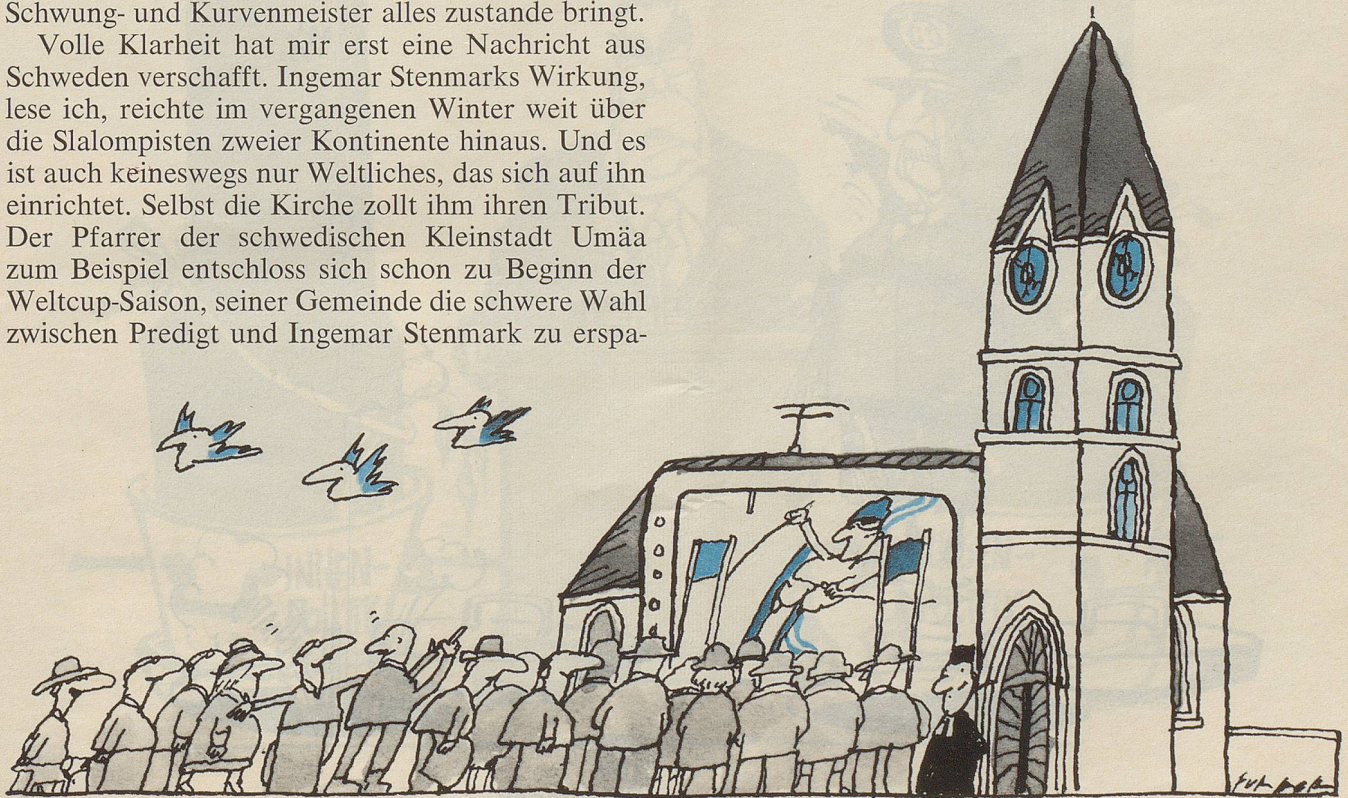 Schwung- und Kurvenmeister alles zustande bringt.
Volle Klarheit hat mir erst eine Nachricht aus
Schweden verschafft. Ingemar Stenmarks Wirkung,
lese ich, reichte im vergangenen Winter weit über
die Slalompisten zweier Kontinente hinaus. Und es
ist auch keineswegs nur Weltliches, das sich auf ihn
einrichtet. Selbst die Kirche zollt ihm ihren Tribut.
Der Pfarrer der schwedischen Kleinstadt Umäa
zum Beispiel entschloss sich schon zu Beginn der
Weltcup-Saison, seiner Gemeinde die schwere Wahl
zwischen Predigt und Ingemar Stenmark zu erspa-